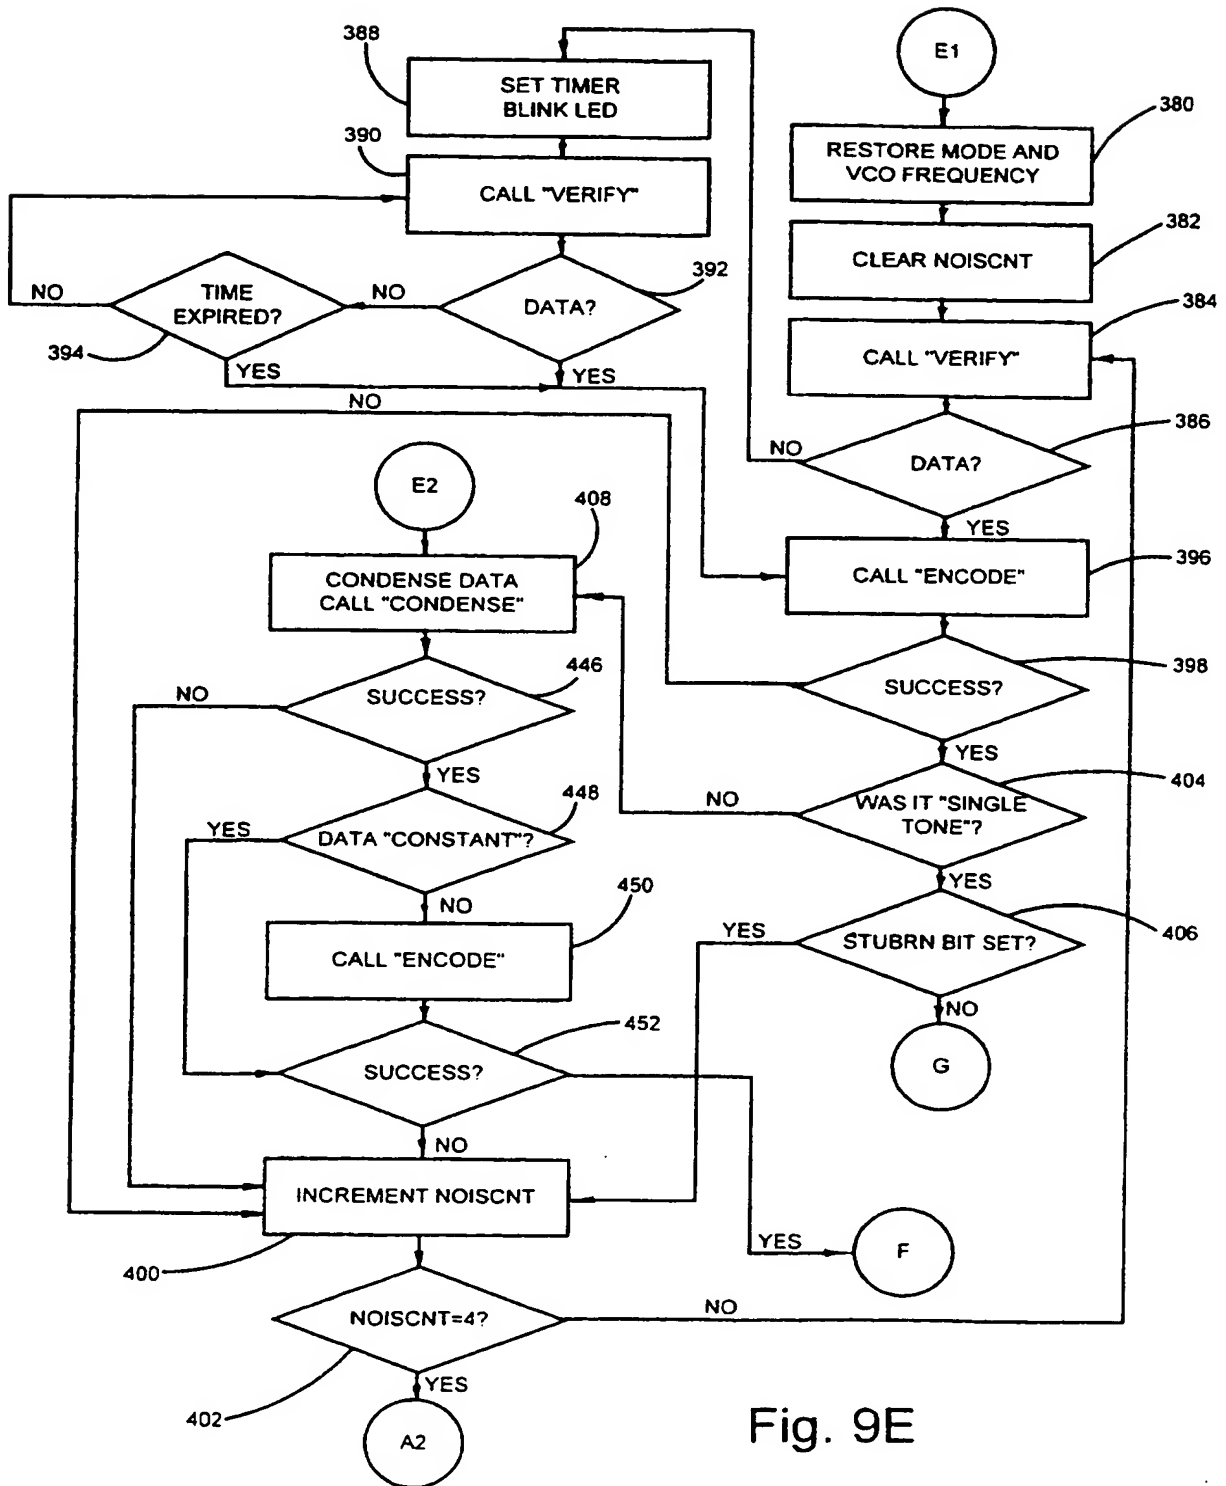 388
SET TIMER
BLINK LED
390
CALL "VERIFY"
392
DATA?
NO
TIME
EXPIRED?
NO
394
YES
YES
E1
380
RESTORE MODE AND
VCO FREQUENCY
382
CLEAR NOISCNT
384
CALL "VERIFY"
386
DATA?
NO
YES
396
CALL "ENCODE"
398
SUCCESS?
NO
YES
404
WAS IT "SINGLE
TONE"?
NO
YES
406
STUBRN BIT SET?
YES
NO
G
E2
408
CONDENSE DATA
CALL "CONDENSE"
446
SUCCESS?
NO
YES
448
DATA "CONSTANT"?
YES
NO
450
CALL "ENCODE"
452
SUCCESS?
NO
YES
F
INCREMENT NOISCNT
400
NOISCNT=4?
NO
402
YES
A2
Fig. 9E